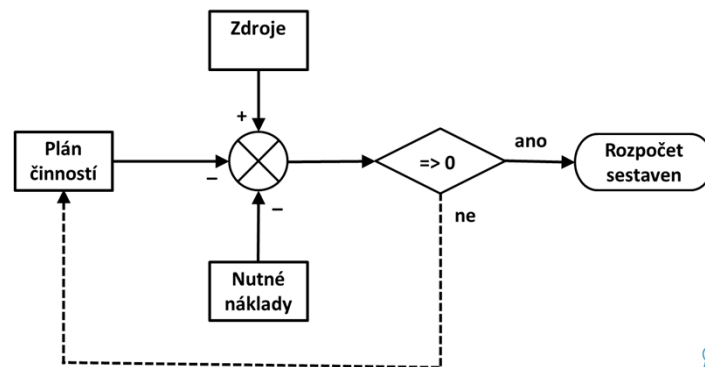 Zdroje
+
Plán
činností
–
=> 0
ano
Rozpočet
sestaven
–
ne
Nutné
náklady